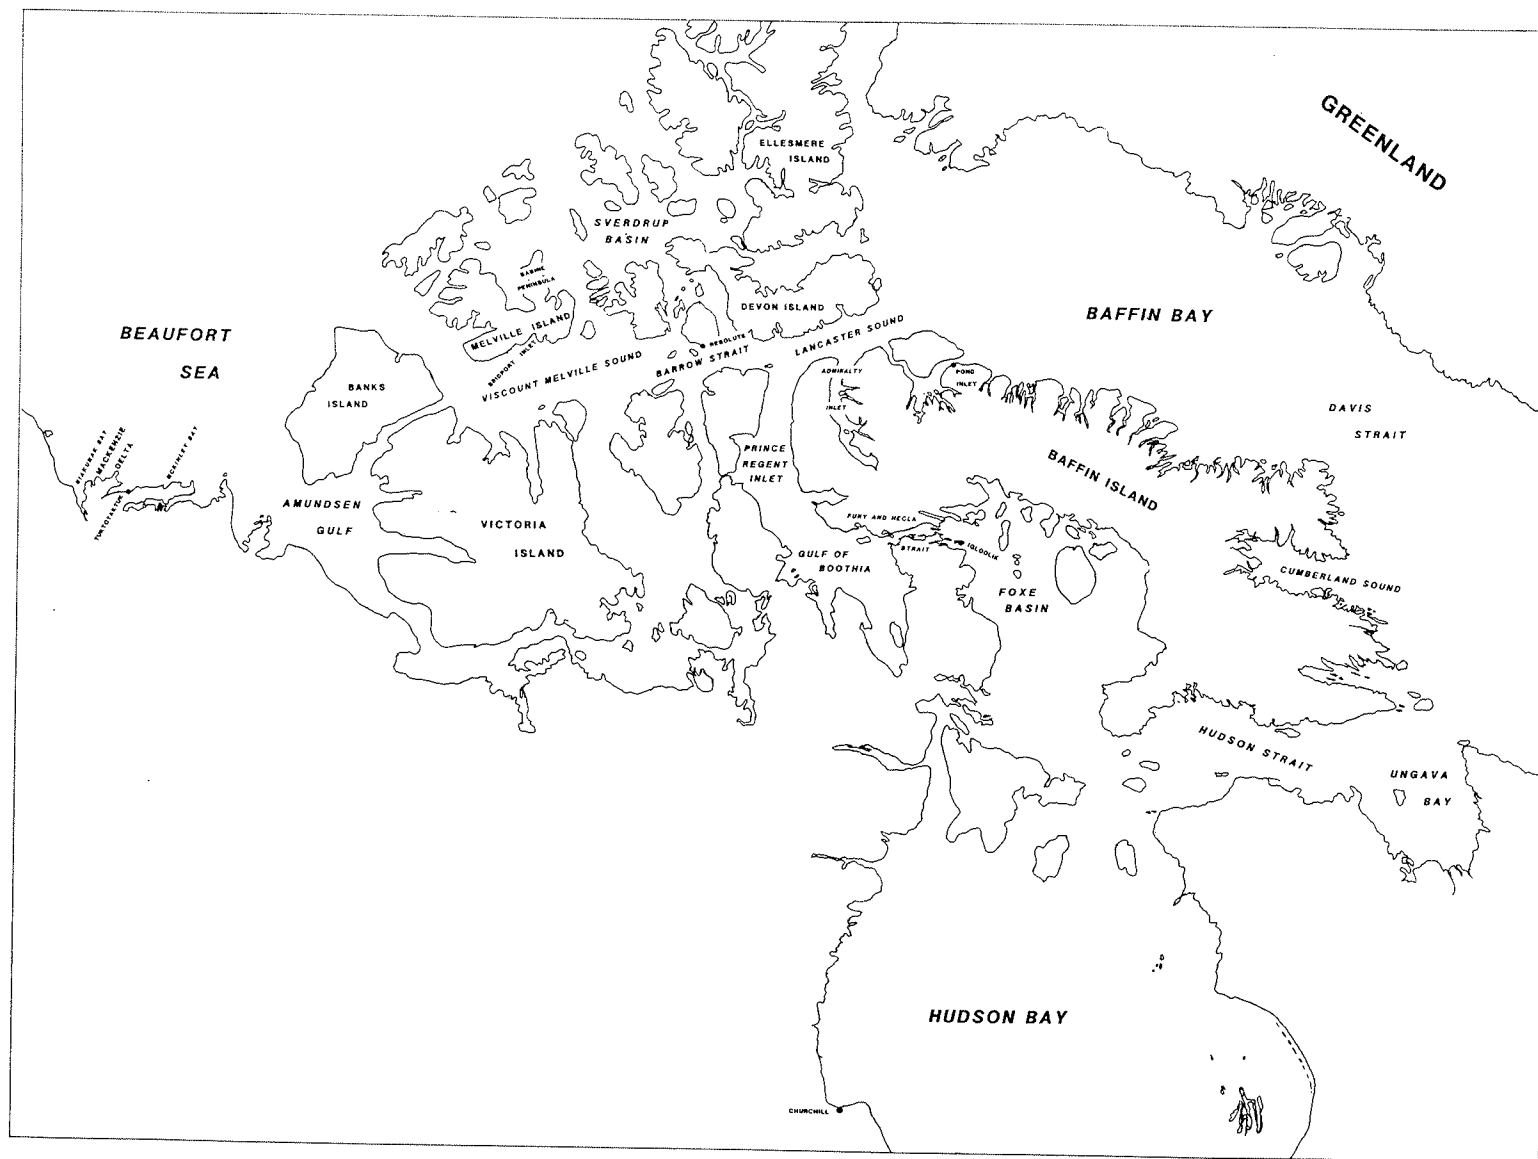 GREENLAND
ELLESMERE
ISLAND
SVERDRUP
BASIN
SABINE
PENINSULA
MELVILLE ISLAND
BRIDPORT INLET
DEVON ISLAND
RESOLUTE
BARROW STRAIT
LANCASTER SOUND
VISCOUNT MELVILLE SOUND
BAFFIN BAY
BEAUFORT
SEA
BANKS
ISLAND
ADMIRALTY
INLET
POND
INLET
DAVIS
STRAIT
MACKENZIE
DELTA
MCKINLEY BAY
PRINCE
REGENT
INLET
BAFFIN ISLAND
AMUNDSEN
GULF
VICTORIA
ISLAND
FURY AND HECLA
STRAIT
IGLOOLIK
GULF OF
BOOTHIA
FOXE
BASIN
CUMBERLAND SOUND
HUDSON STRAIT
UNGAVA
BAY
HUDSON BAY
CHURCHILL